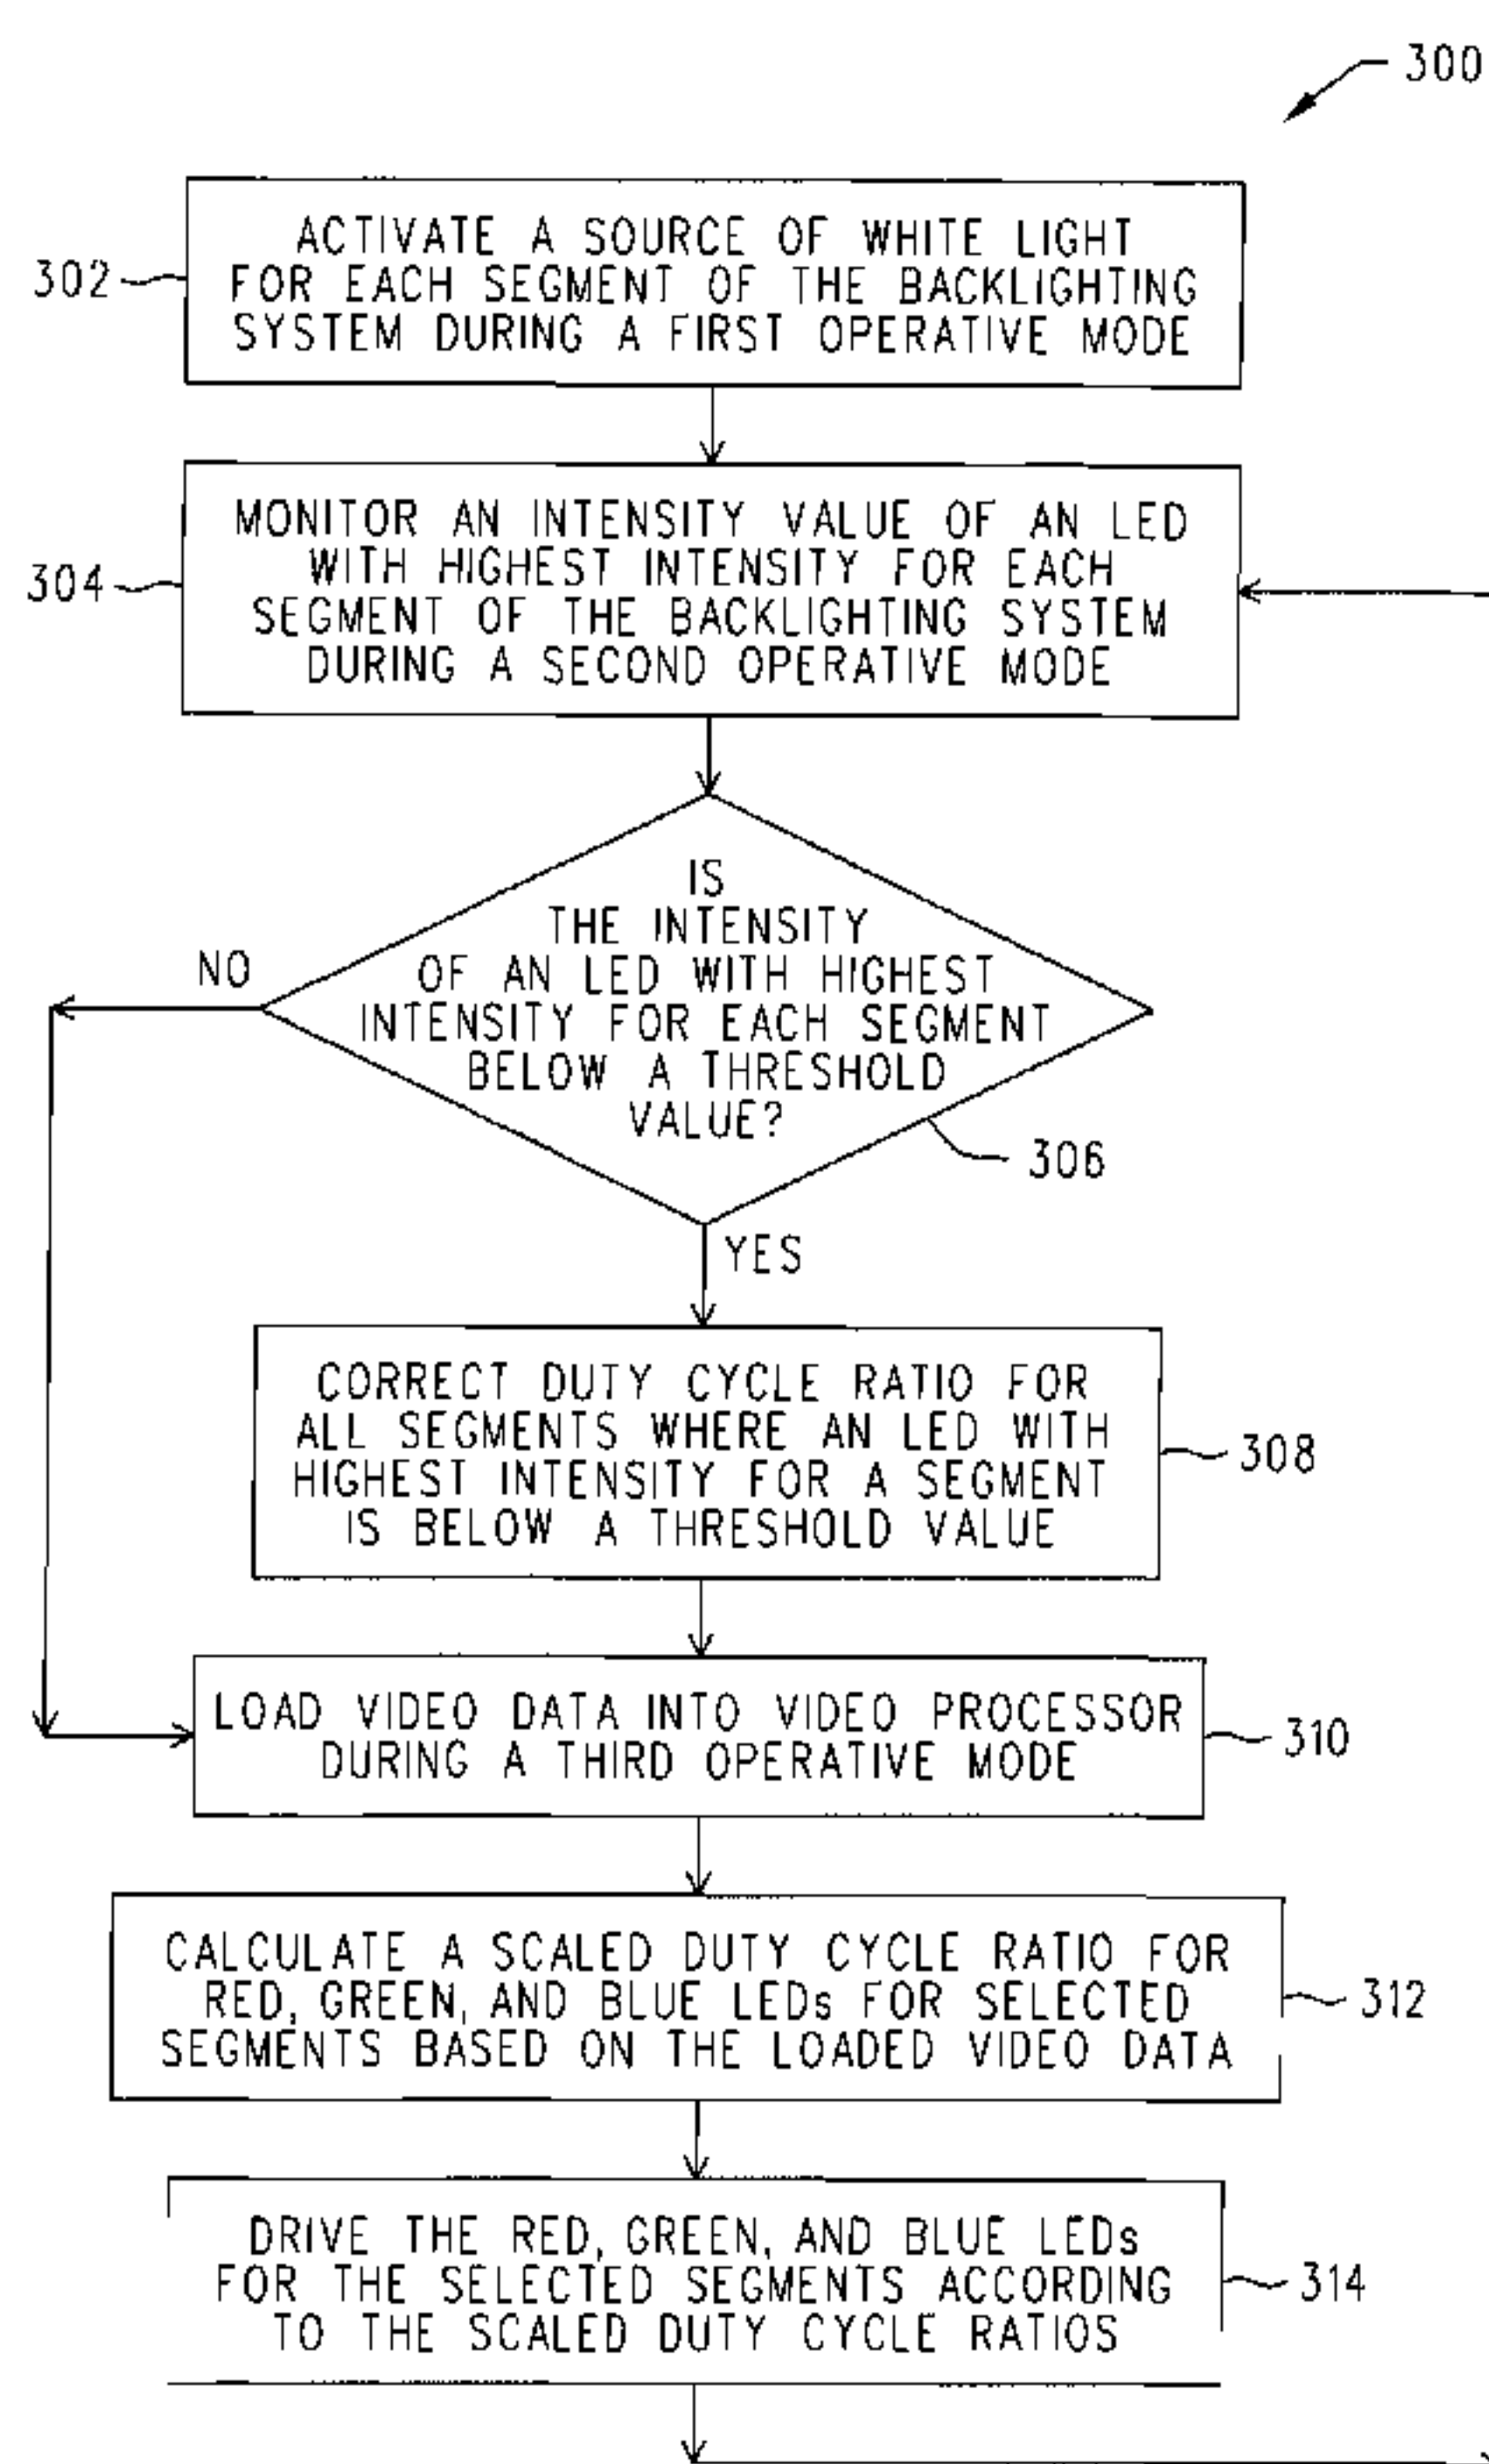 300
302
ACTIVATE A SOURCE OF WHITE LIGHT
FOR EACH SEGMENT OF THE BACKLIGHTING
SYSTEM DURING A FIRST OPERATIVE MODE
304
MONITOR AN INTENSITY VALUE OF AN LED
WITH HIGHEST INTENSITY FOR EACH
SEGMENT OF THE BACKLIGHTING SYSTEM
DURING A SECOND OPERATIVE MODE
IS
THE INTENSITY
OF AN LED WITH HIGHEST
INTENSITY FOR EACH SEGMENT
BELOW A THRESHOLD
VALUE?
NO
306
YES
CORRECT DUTY CYCLE RATIO FOR
ALL SEGMENTS WHERE AN LED WITH
HIGHEST INTENSITY FOR A SEGMENT
IS BELOW A THRESHOLD VALUE
308
LOAD VIDEO DATA INTO VIDEO PROCESSOR
DURING A THIRD OPERATIVE MODE
310
CALCULATE A SCALED DUTY CYCLE RATIO FOR
RED, GREEN, AND BLUE LEDs FOR SELECTED
SEGMENTS BASED ON THE LOADED VIDEO DATA
312
DRIVE THE RED, GREEN, AND BLUE LEDs
FOR THE SELECTED SEGMENTS ACCORDING
TO THE SCALED DUTY CYCLE RATIOS
314